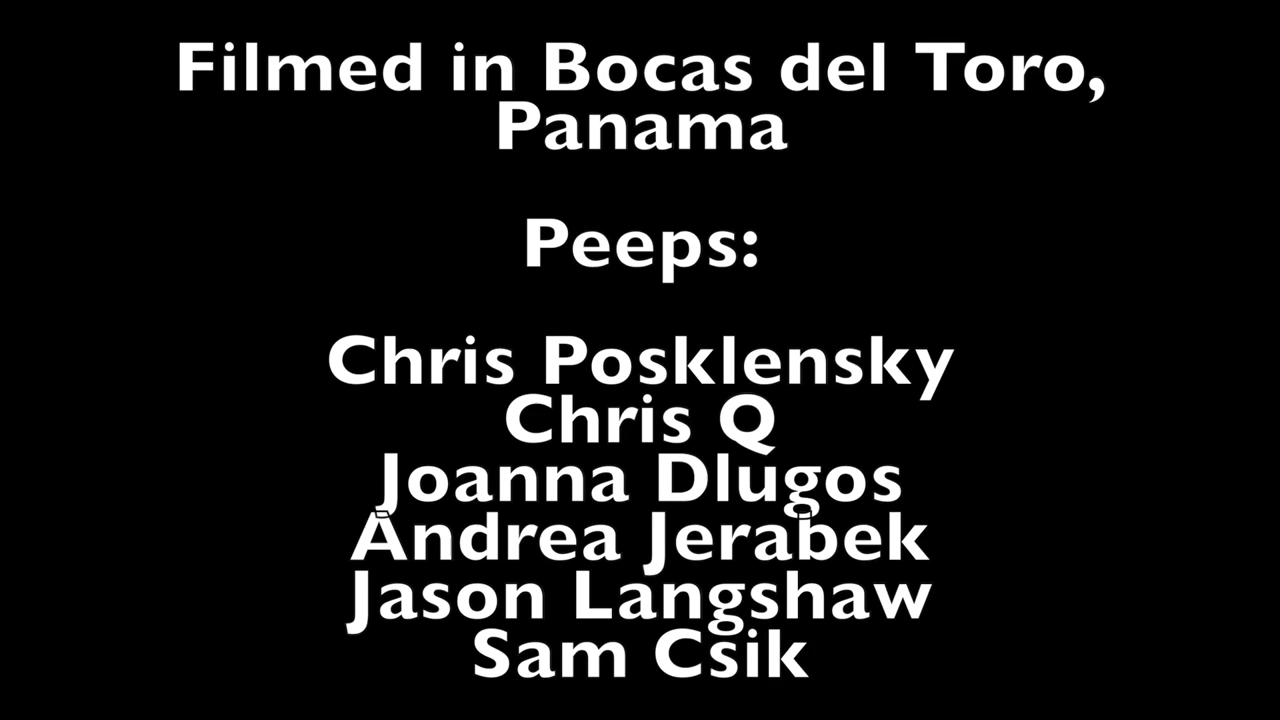 Filmed in Bocas del Toro,
Panama
Peeps:
Chris Posklensky
Chris Q
Joanna Dlugos
Andrea Jerabek
Jason Langshaw
Sam Csik